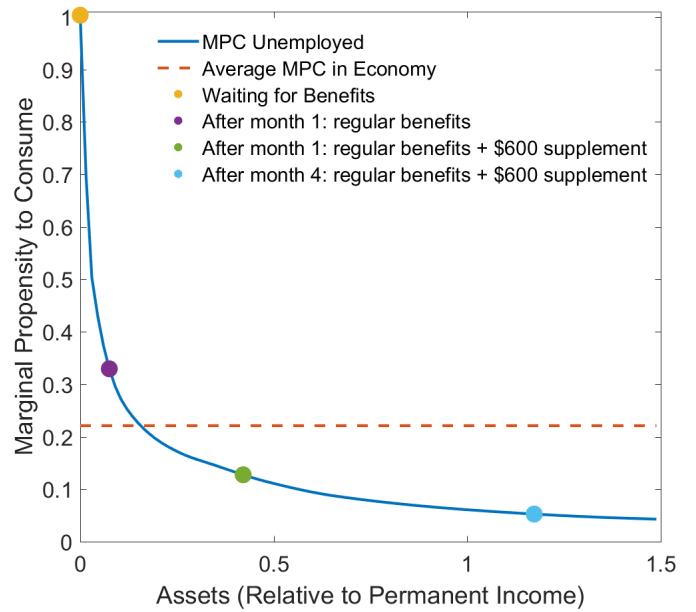 1
0.9
0.8
0.7
0.6
0.5
0.4
0.3
0.2
0.1
0
Marginal Propensity to Consume
MPC Unemployed
Average MPC in Economy
Waiting for Benefits
After month 1: regular benefits
After month 1: regular benefits + $600 supplement
After month 4: regular benefits + $600 supplement
0 0.5 1 1.5
Assets (Relative to Permanent Income)